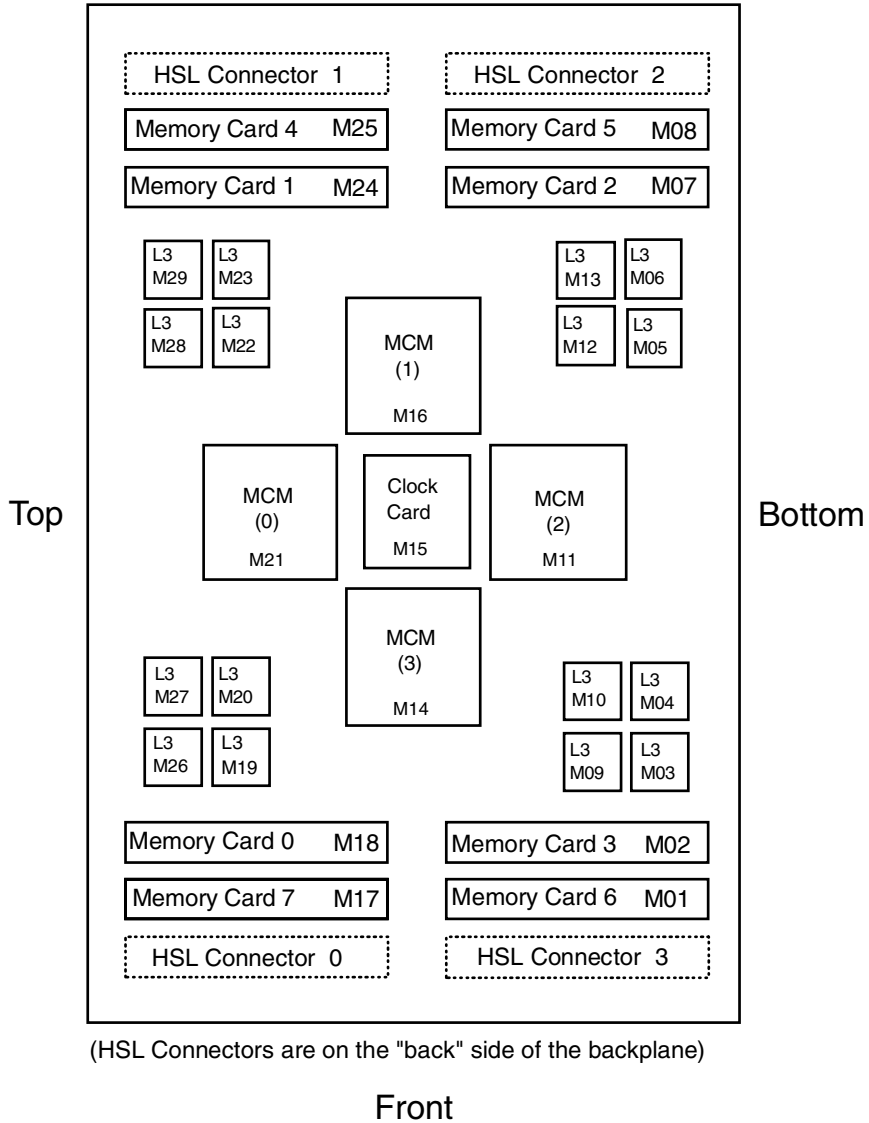 HSL Connector 1
HSL Connector 2
Memory Card 4 M25
Memory Card 5 M08
Memory Card 1 M24
Memory Card 2 M07
L3
M29
L3
M23
L3
M13
L3
M06
L3
M28
L3
M22
L3
M12
L3
M05
MCM
(1)
M16
Top
MCM
(0)
M21
Clock
Card
M15
MCM
(2)
M11
Bottom
MCM
(3)
M14
L3
M27
L3
M20
L3
M10
L3
M04
L3
M26
L3
M19
L3
M09
L3
M03
Memory Card 0 M18
Memory Card 3 M02
Memory Card 7 M17
Memory Card 6 M01
HSL Connector 0
HSL Connector 3
(HSL Connectors are on the "back" side of the backplane)
Front